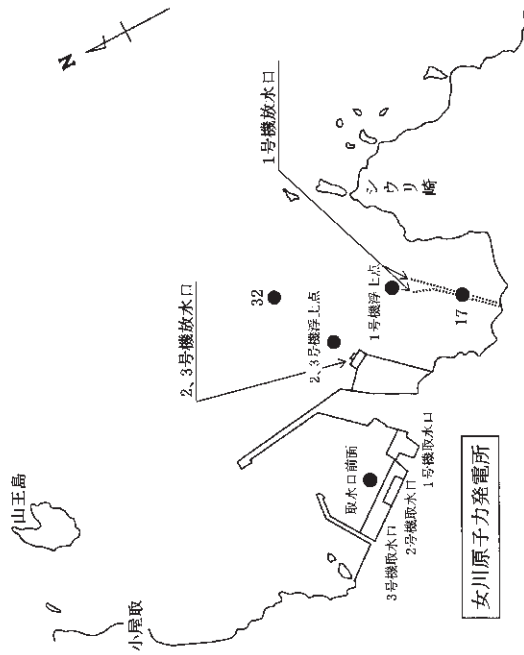 N
山王島
小屋取
2、3号機放水口
1号機放水口
32
2、3号機浮上点
1号機浮上点
17
シウリ崎
取水口前面
1号機取水口
2号機取水口
3号機取水口
女川原子力発電所